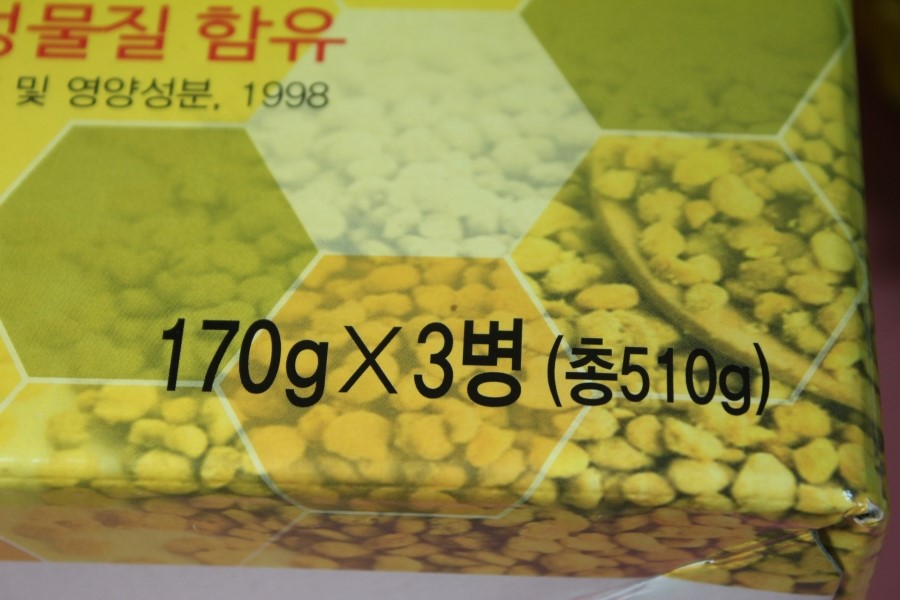 물질 함유
및 영양성분, 1998
170g×3병 (총510g)